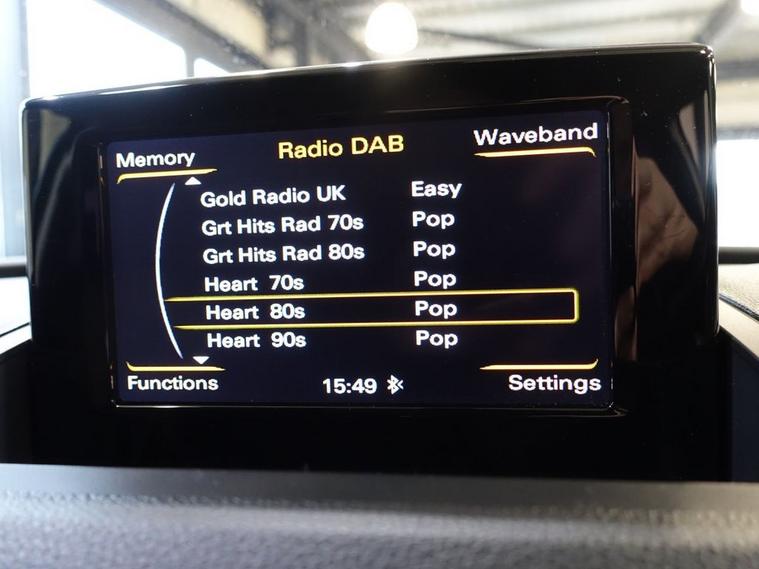 Memory Radio DAB Waveband
Gold Radio UK Easy
Grt Hits Rad 70s Pop
Grt Hits Rad 80s Pop
Heart 70s Pop
Heart 80s Pop
Heart 90s Pop
Functions 15:49 Settings